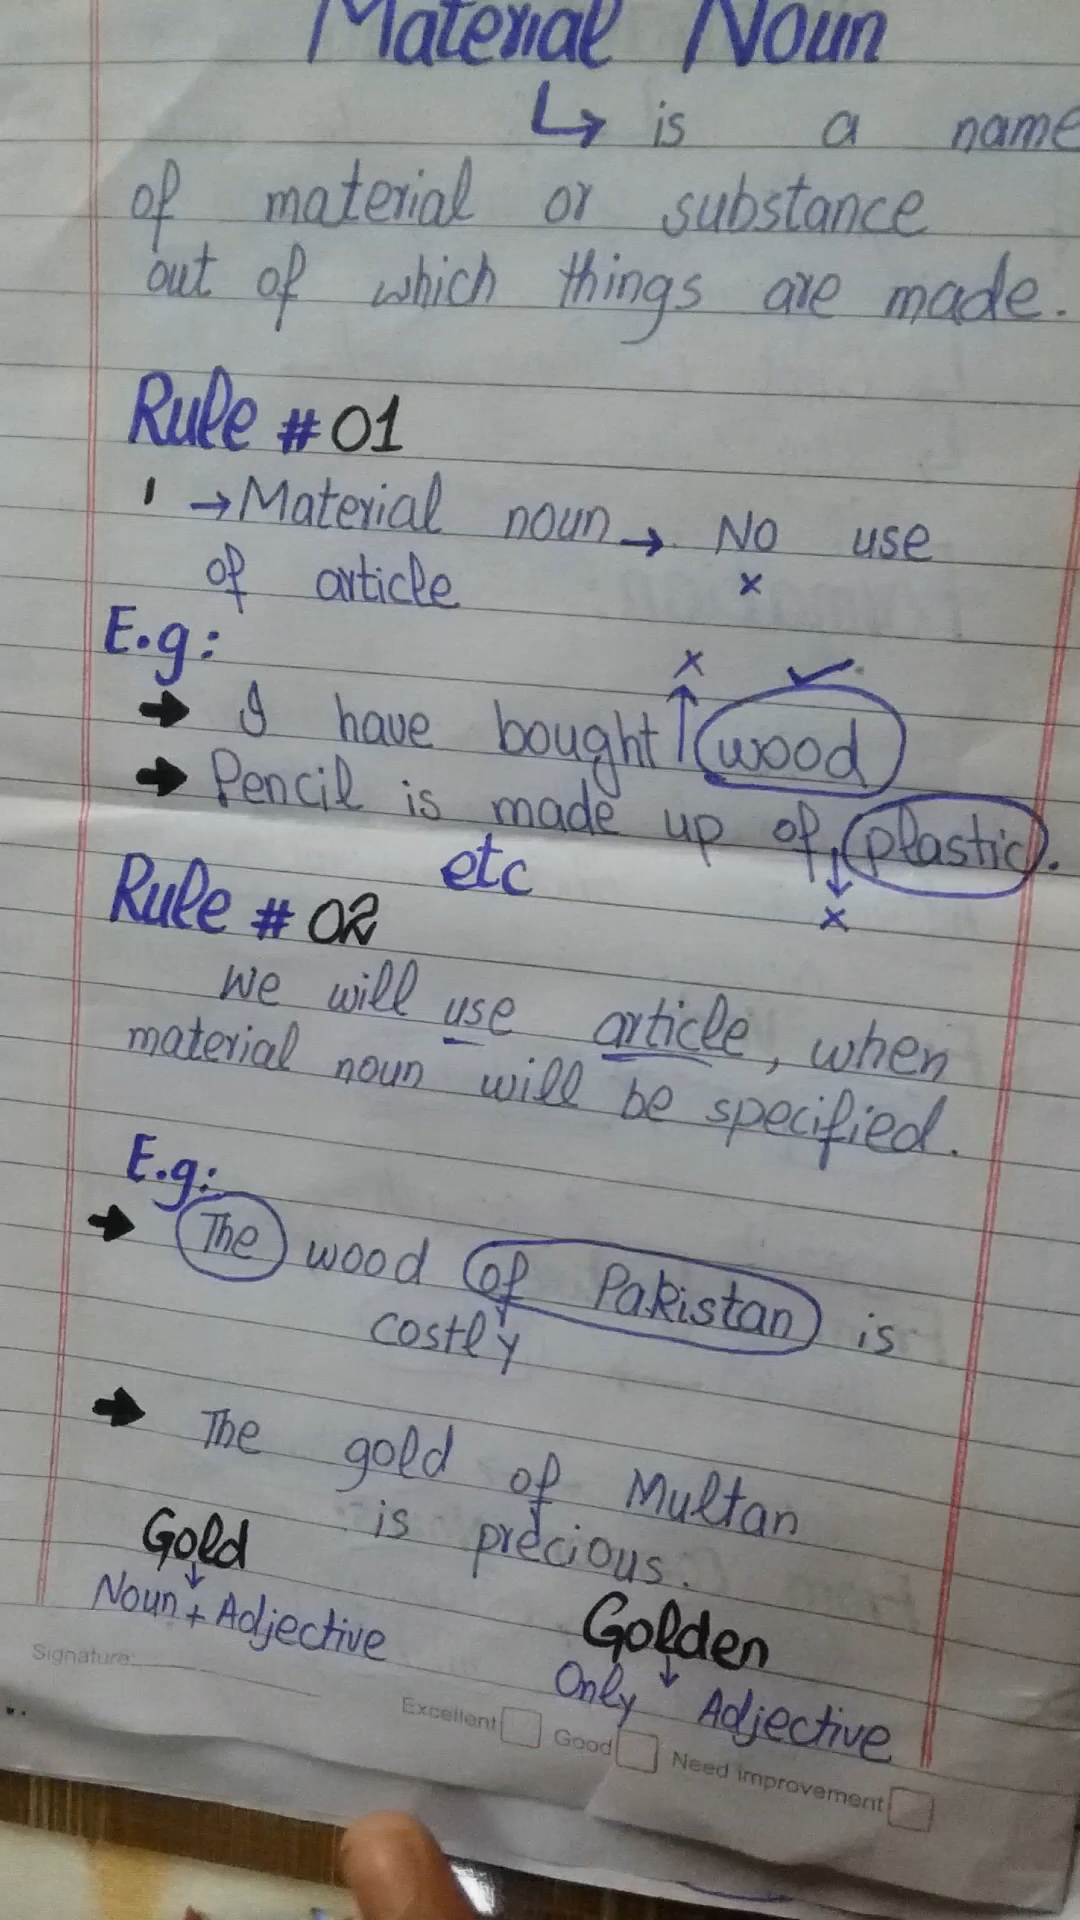 Material Noun
↳ is a name
of material or substance
out of which things are made.
Rule # 01
→ Material noun → No use
of article x
E.g:
x ✓
➔ I have bought ↑ wood
➔ Pencil is made up of ↓ plastic.
etc x
Rule # 02
We will use article, when
material noun will be specified.
E.g:
➔ The wood of Pakistan is
costly
➔ The gold of Multan
is precious.
Gold
↓
Noun + Adjective
Golden
Only ↓ Adjective
Signature:
Excellent Good Need improvement